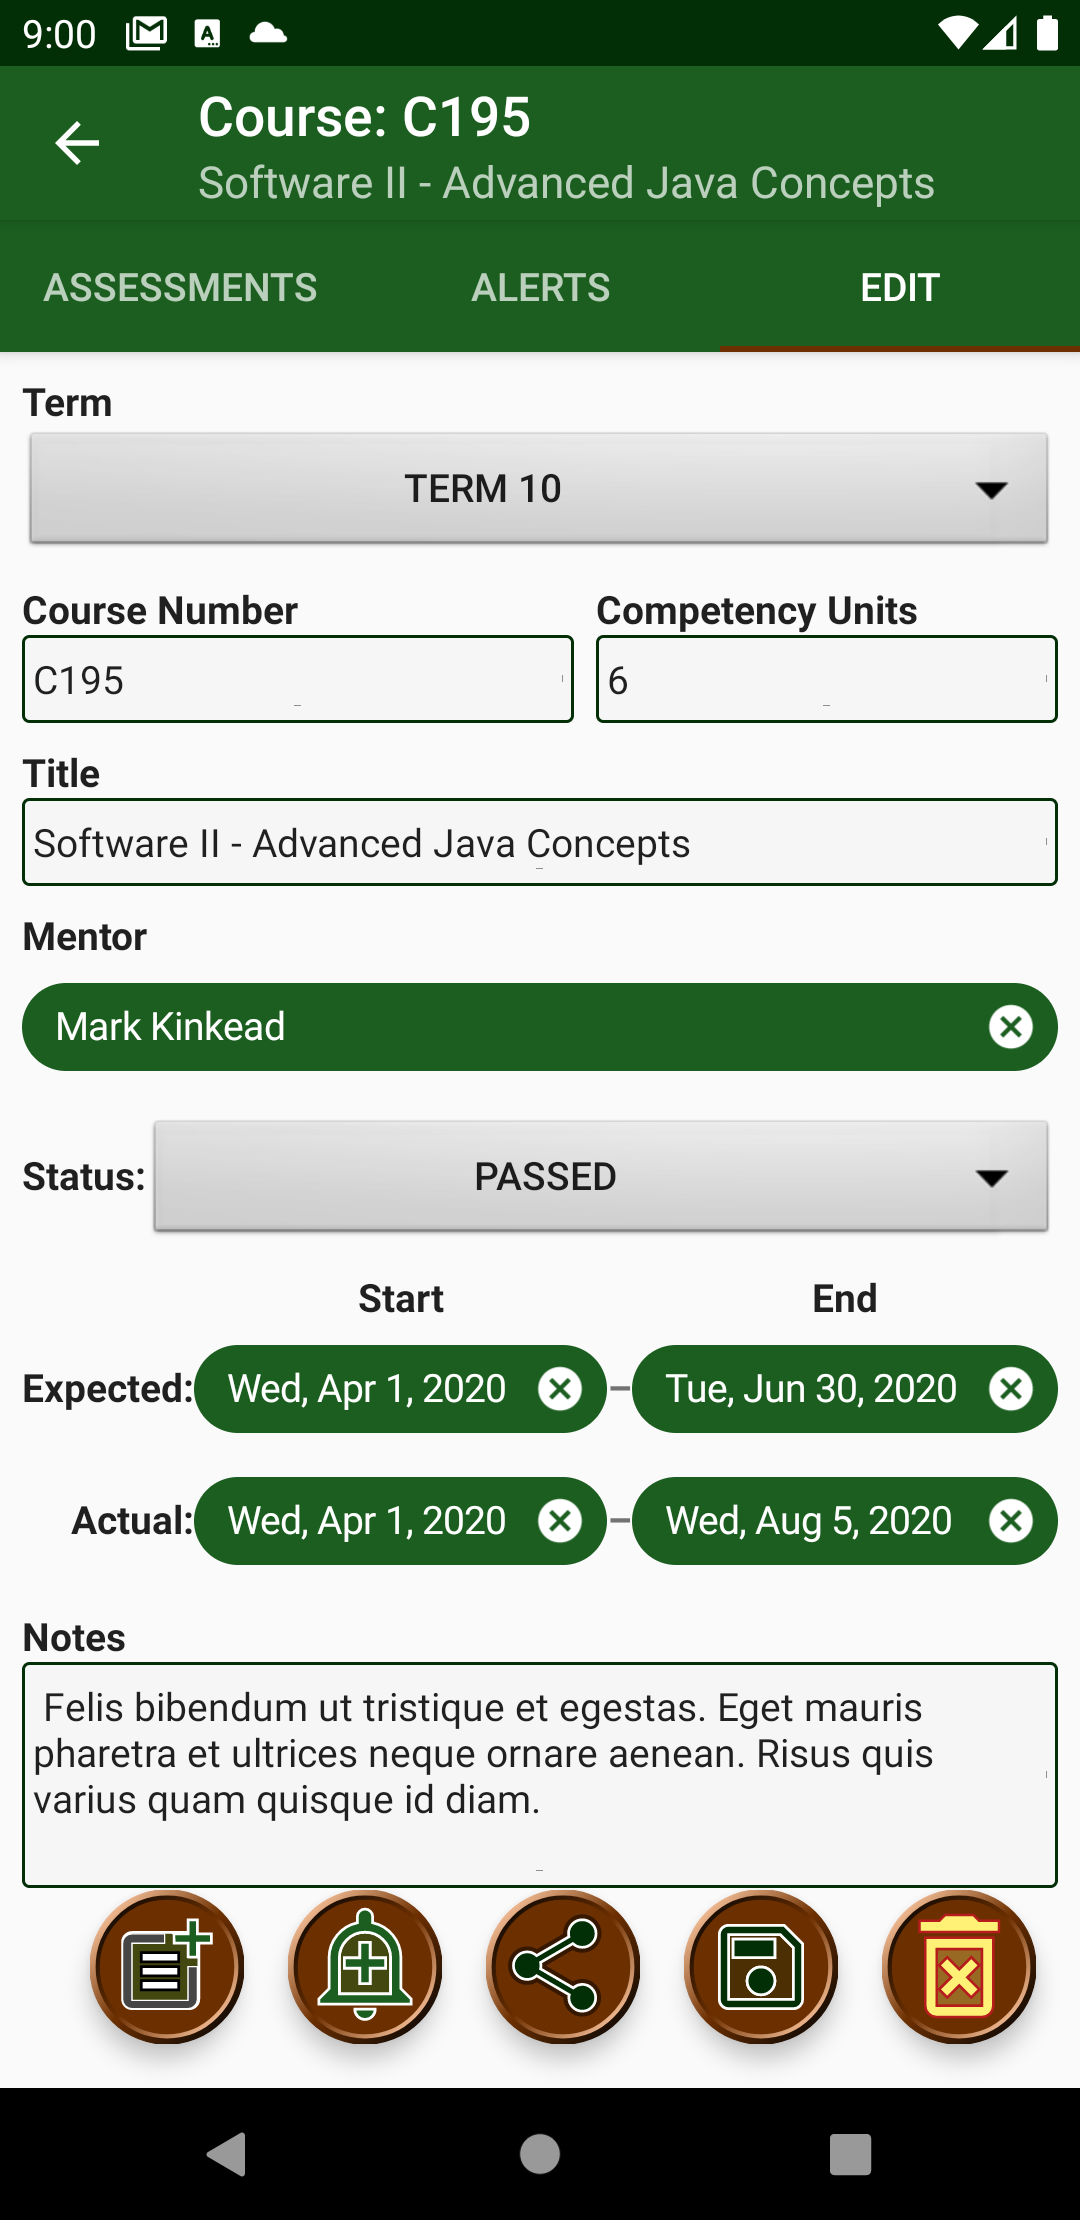 9:00
Course: C195
Software II - Advanced Java Concepts
ASSESSMENTS ALERTS EDIT
Term
TERM 10
Course Number Competency Units
C195 6
Title
Software II - Advanced Java Concepts
Mentor
Mark Kinkead
Status: PASSED
Start End
Expected: Wed, Apr 1, 2020 – Tue, Jun 30, 2020
Actual: Wed, Apr 1, 2020 – Wed, Aug 5, 2020
Notes
Felis bibendum ut tristique et egestas. Eget mauris
pharetra et ultrices neque ornare aenean. Risus quis
varius quam quisque id diam.